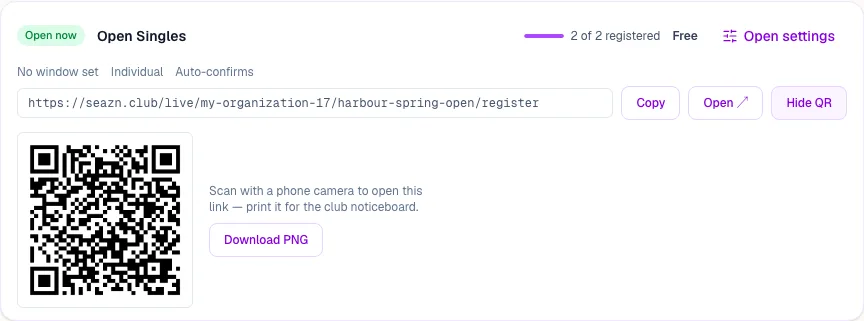 Open now Open Singles 2 of 2 registered Free Open settings
No window set Individual Auto-confirms
https://seazn.club/live/my-organization-17/harbour-spring-open/register Copy Open ↗ Hide QR
Scan with a phone camera to open this
link — print it for the club noticeboard.
Download PNG